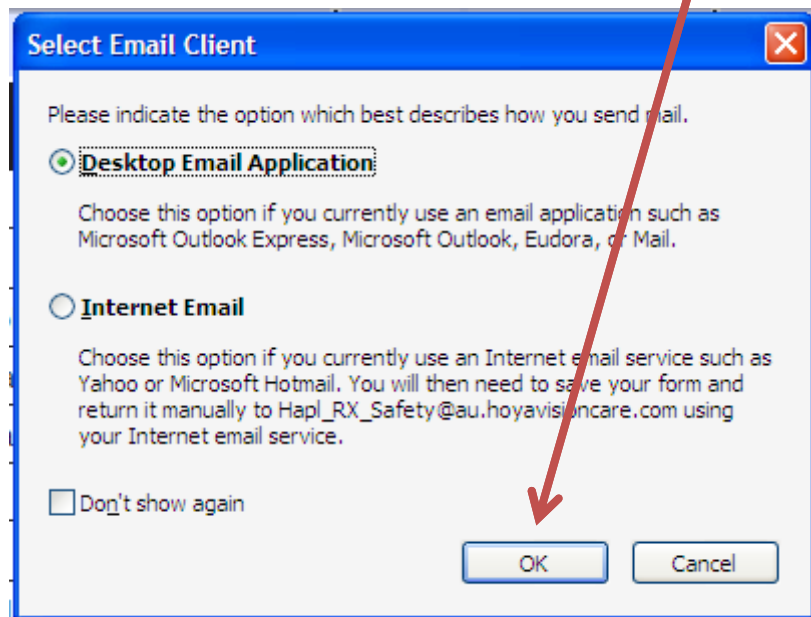 Select Email Client
Please indicate the option which best describes how you send mail.
Desktop Email Application
Choose this option if you currently use an email application such as
Microsoft Outlook Express, Microsoft Outlook, Eudora, or Mail.
Internet Email
Choose this option if you currently use an Internet email service such as
Yahoo or Microsoft Hotmail. You will then need to save your form and
return it manually to Hapl_RX_Safety@au.hoyavisioncare.com using
your Internet email service.
Don't show again
OK Cancel